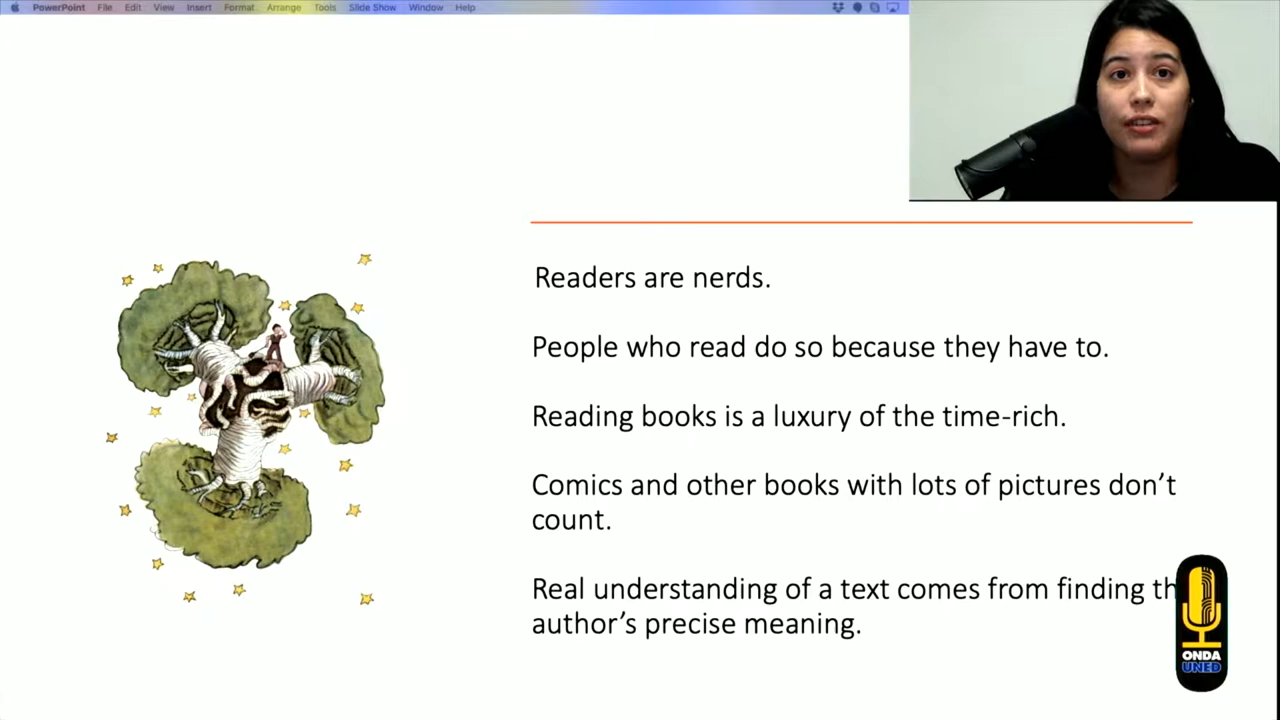 PowerPoint File Edit View Insert Format Arrange Tools Slide Show Window Help
Readers are nerds.
People who read do so because they have to.
Reading books is a luxury of the time-rich.
Comics and other books with lots of pictures don’t
count.
Real understanding of a text comes from finding th
author’s precise meaning.
ONDA
UNED